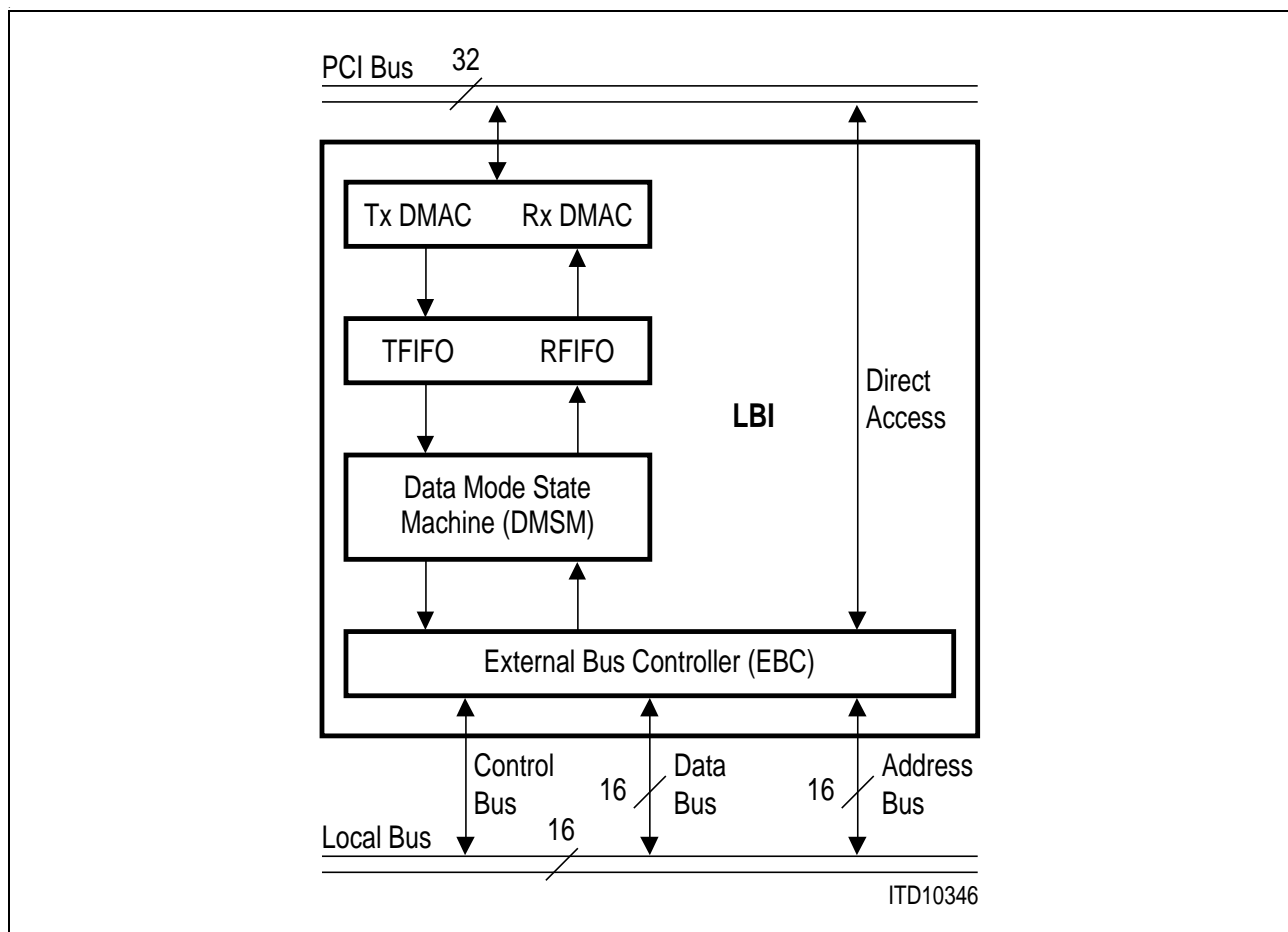 PCI Bus
32
Tx DMAC
Rx DMAC
TFIFO
RFIFO
Direct
Access
LBI
Data Mode State
Machine (DMSM)
External Bus Controller (EBC)
Control
Bus
16
Data
Bus
16
Address
Bus
Local Bus
16
ITD10346